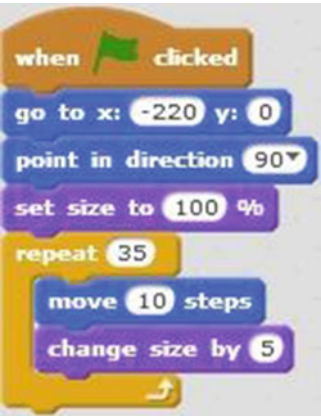 when clicked
go to x: -220 y: 0
point in direction 90
set size to 100 %
repeat 35
move 10 steps
change size by 5